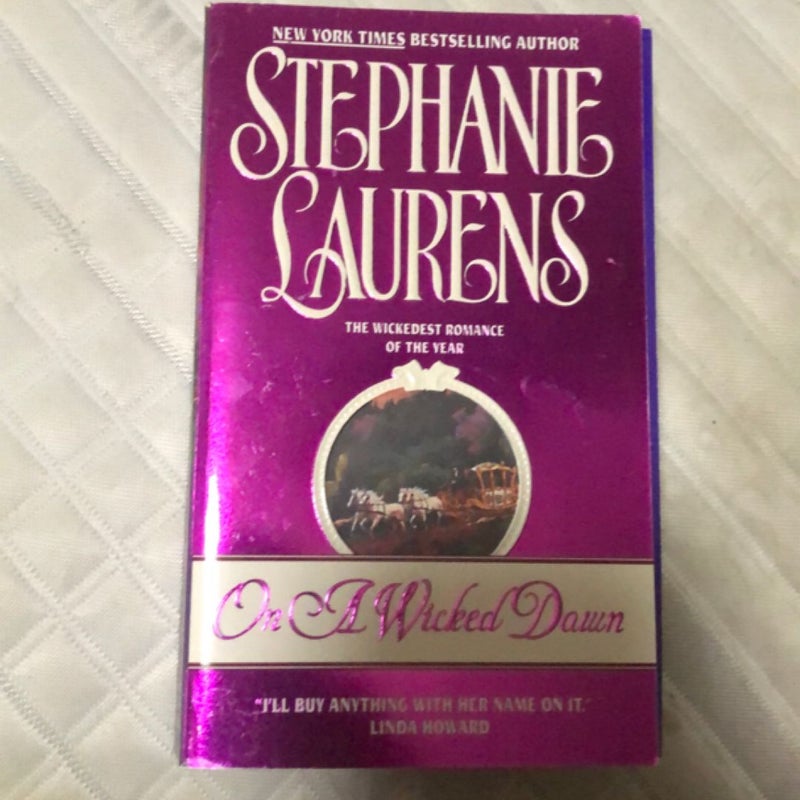 NEW YORK TIMES BESTSELLING AUTHOR
STEPHANIE
LAURENS
THE WICKEDEST ROMANCE
OF THE YEAR
On A Wicked Dawn
"I'LL BUY ANYTHING WITH HER NAME ON IT."
LINDA HOWARD